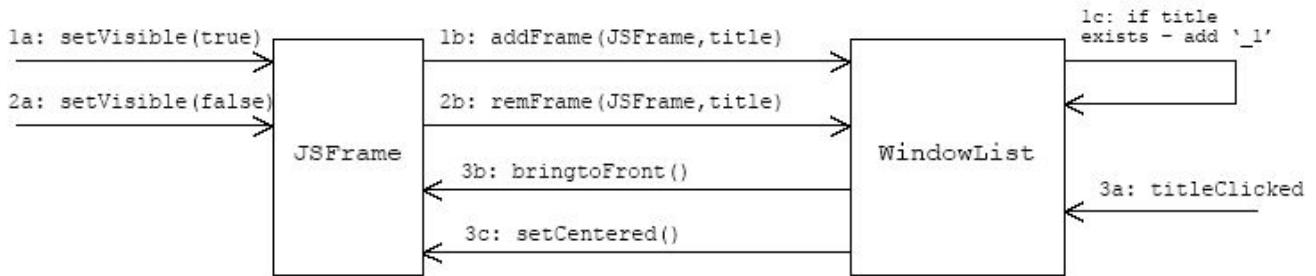 1a: setVisible(true)
1b: addFrame(JSFrame,title)
1c: if title
exists - add ‘_1’
2a: setVisible(false)
2b: remFrame(JSFrame,title)
JSFrame
WindowList
3b: bringtoFront()
3a: titleClicked
3c: setCentered()